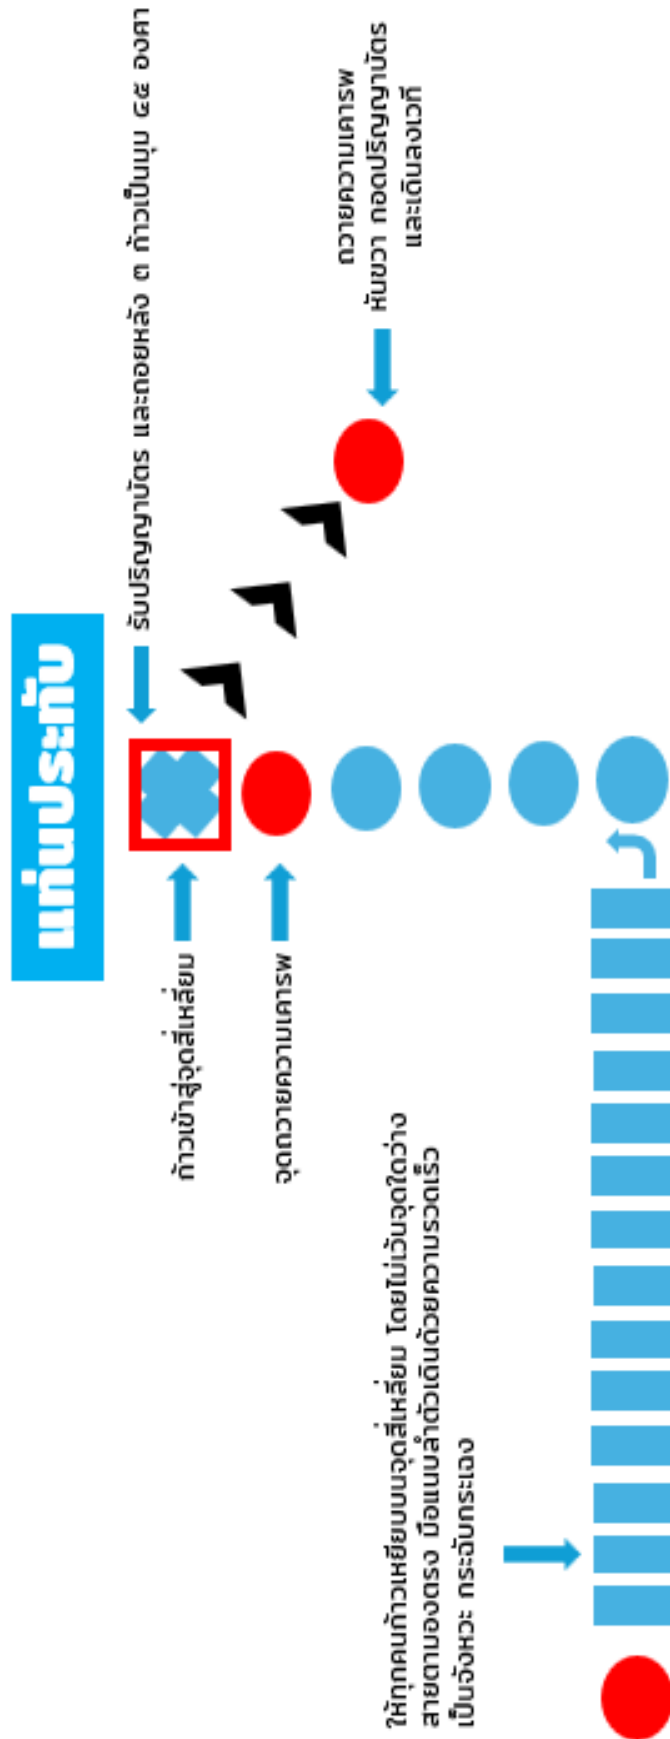 แท่นประทับ
รับปริญญาบัตร และถอยหลัง ๓ ก้าวเป็นมุม ๔๕ องศา
ก้าวเข้าสู่จุดสี่เหลี่ยม
จุดถวายความเคารพ
ถวายความเคารพ
หันขวา ทอดปริญญาบัตร
และเดินลงเวที
ให้ทุกคนก้าวเหยียบบนจุดสี่เหลี่ยม โดยไม่เว้นจุดใดว่าง
สายตามองตรง มือแนบลำตัวเดินด้วยความรวดเร็ว
เป็นจังหวะ กระฉับกระเฉง